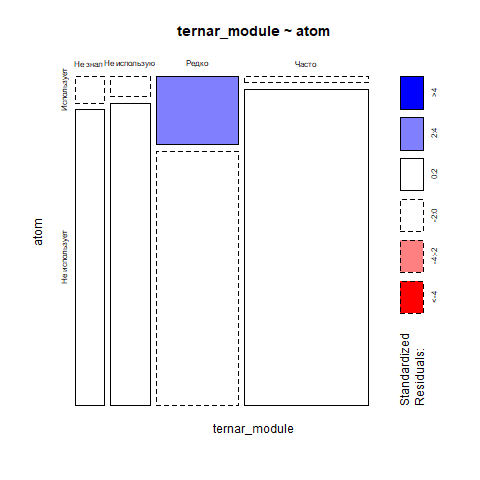 ternar_module ~ atom
Не знал
Не использую
Редко
Часто
Использует
Не использует
atom
ternar_module
>4
2:4
0:2
-2:0
-4:-2
<-4
Standardized
Residuals: